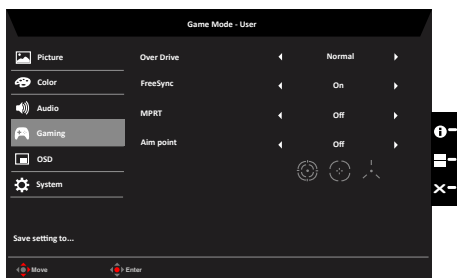 Game Mode - User
Picture
Color
Audio
Gaming
OSD
System
Over Drive Normal
FreeSync On
MPRT Off
Aim point Off
Save setting to...
Move Enter